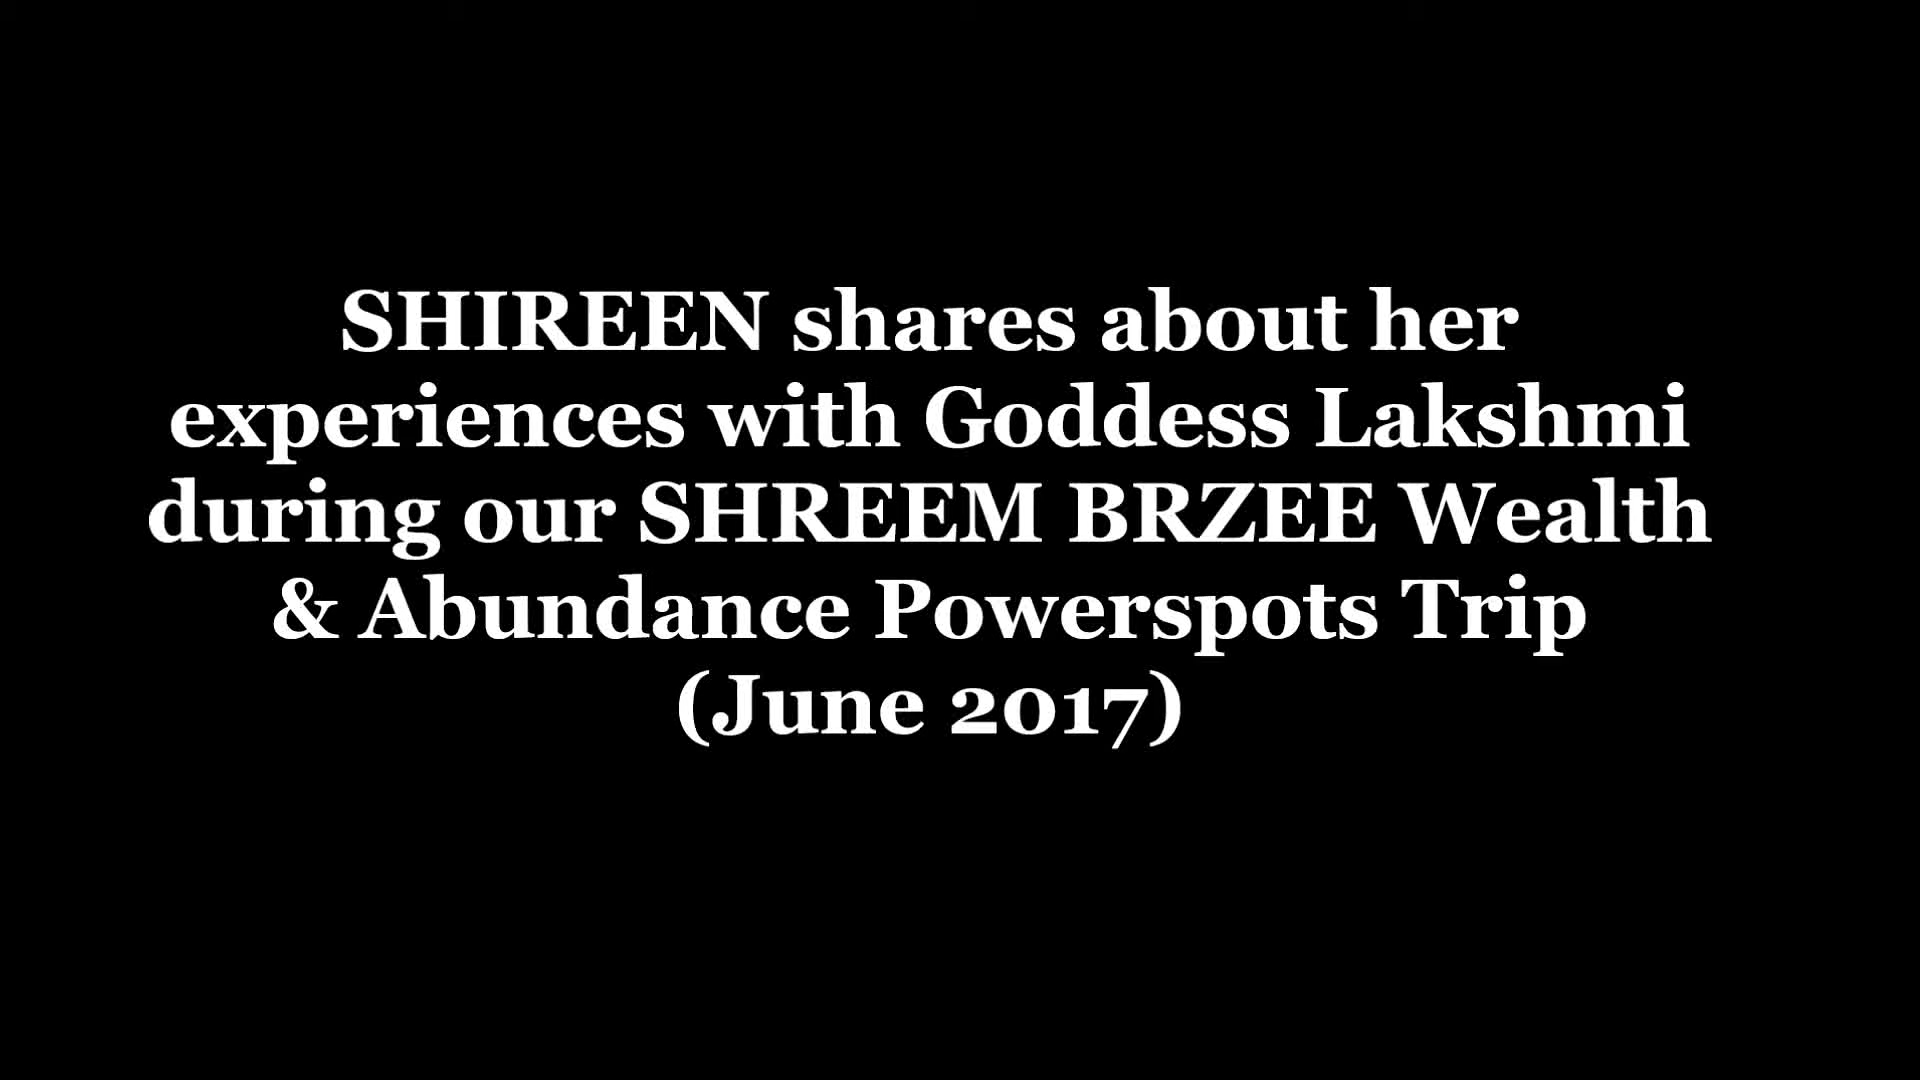 SHIREEN shares about her
experiences with Goddess Lakshmi
during our SHREEM BRZEE Wealth
& Abundance Powerspots Trip
(June 2017)